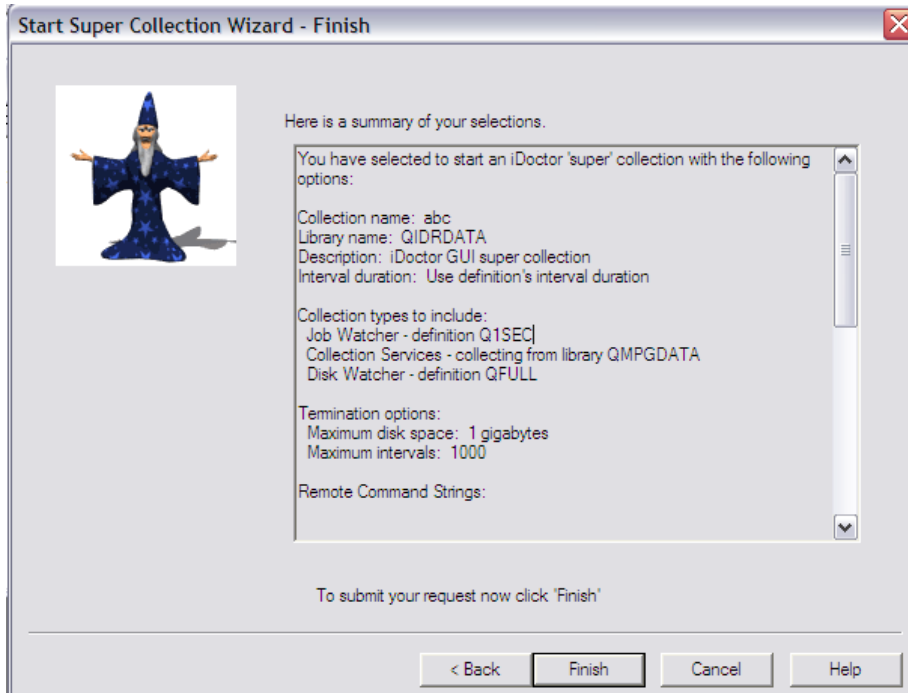 Start Super Collection Wizard - Finish
Here is a summary of your selections.
You have selected to start an iDoctor 'super' collection with the following
options:
Collection name:  abc
Library name:  QIDRDATA
Description:  iDoctor GUI super collection
Interval duration:  Use definition's interval duration
Collection types to include:
Job Watcher - definition Q1SEC
Collection Services - collecting from library QMPGDATA
Disk Watcher - definition QFULL
Termination options:
Maximum disk space:  1 gigabytes
Maximum intervals:  1000
Remote Command Strings:
To submit your request now click 'Finish'
< Back
Finish
Cancel
Help